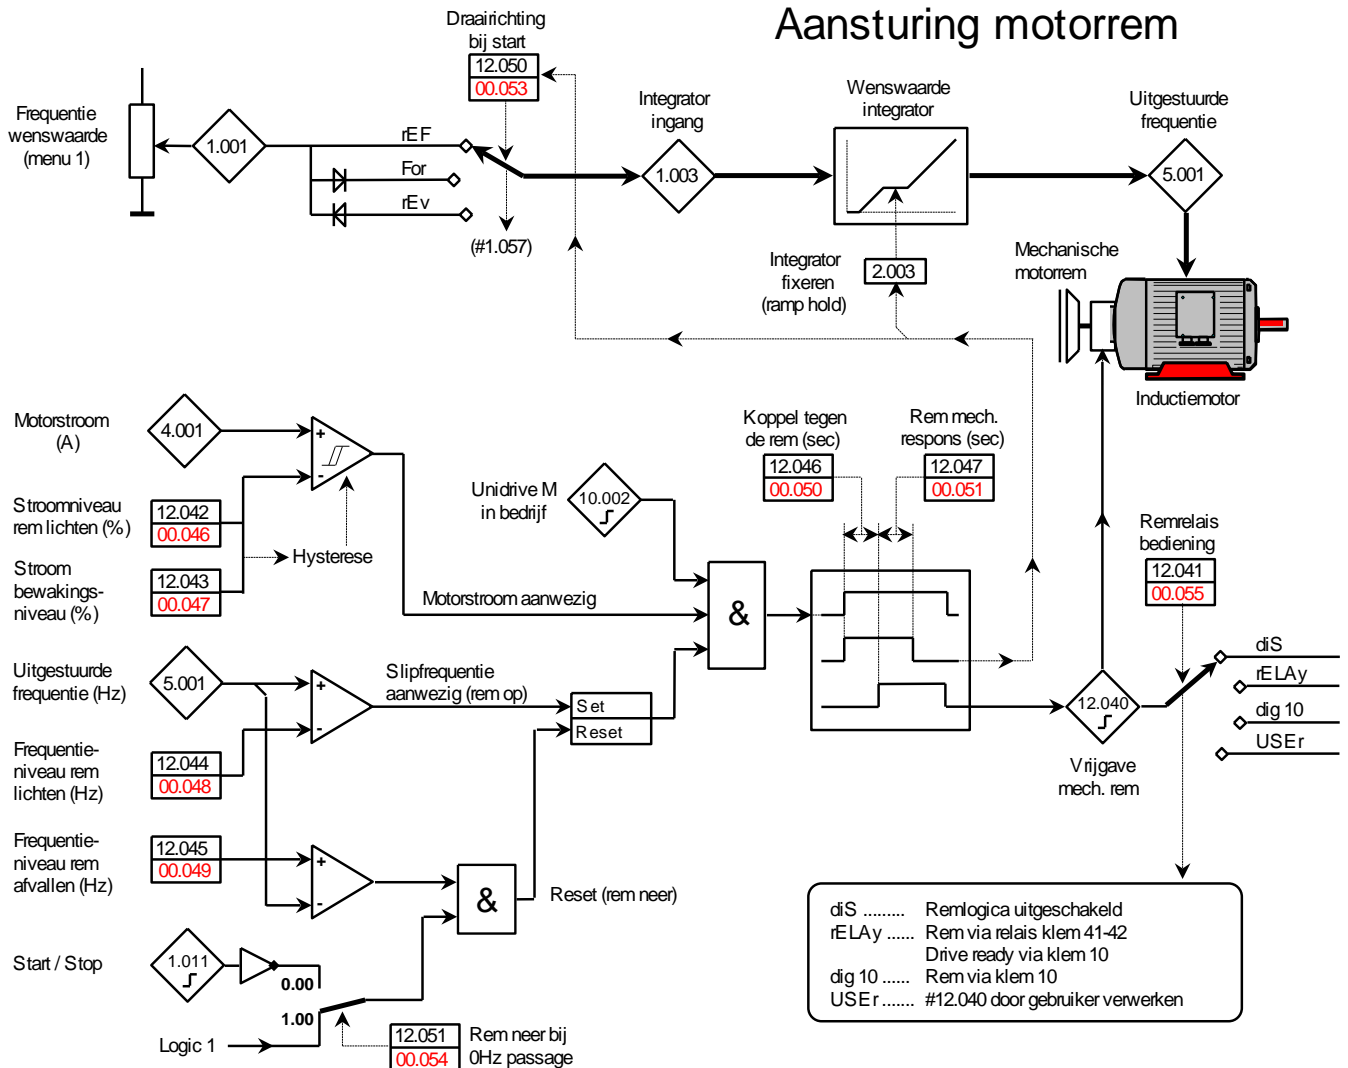 Aansturing motorrem
Draairichting
bij start
12.050
00.053
Frequentie
wenswaarde
(menu 1)
1.001
rEF
For
rEv
(#1.057)
Integrator
ingang
1.003
Wenswaarde
integrator
Uitgestuurde
frequentie
5.001
Integrator
fixeren
(ramp hold)
2.003
Mechanische
motorrem
Inductiemotor
Motorstroom
(A)
4.001
+
-
Stroomniveau
rem lichten (%)
12.042
00.046
Hysterese
Stroom
bewakings-
niveau (%)
12.043
00.047
Motorstroom aanwezig
Unidrive M
in bedrijf
10.002
&
Koppel tegen
de rem (sec)
12.046
00.050
Rem mech.
respons (sec)
12.047
00.051
Remrelais
bediening
12.041
00.055
diS
rELAy
dig 10
USEr
12.040
Vrijgave
mech. rem
Uitgestuurde
frequentie (Hz)
5.001
+
-
Slipfrequentie
aanwezig (rem op)
Set
Reset
Frequentie-
niveau rem
lichten (Hz)
12.044
00.048
Frequentie-
niveau rem
afvallen (Hz)
12.045
00.049
+
-
&
Reset (rem neer)
Start / Stop
1.011
0.00
1.00
Logic 1
12.051
00.054
Rem neer bij
0Hz passage
diS ......... Remlogica uitgeschakeld
rELAy ...... Rem via relais klem 41-42
Drive ready via klem 10
dig 10 ...... Rem via klem 10
USEr ....... #12.040 door gebruiker verwerken